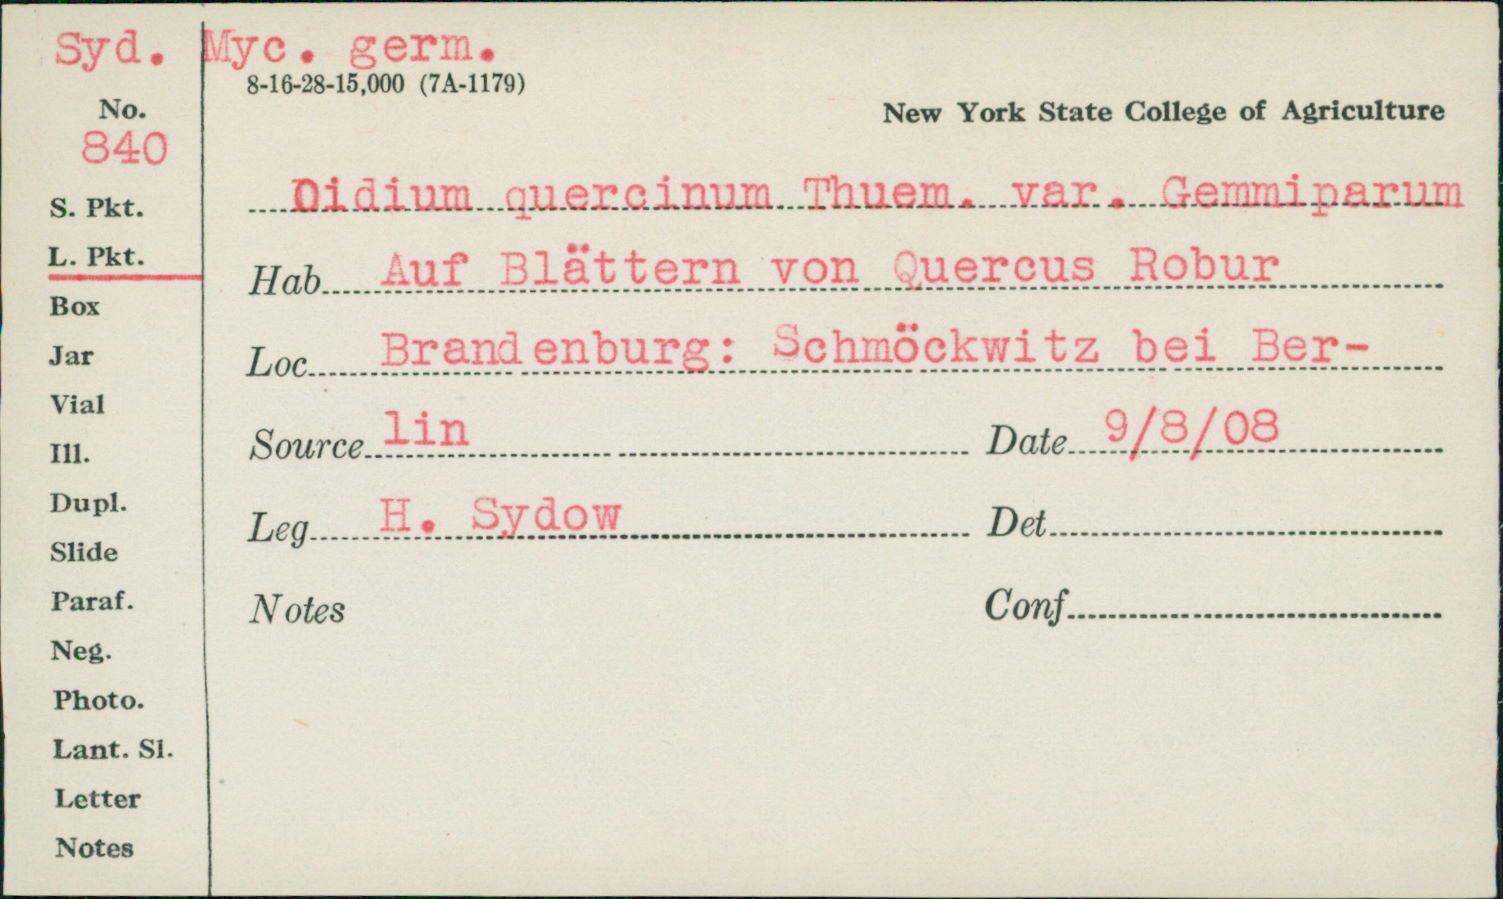 Syd. Myc. germ.
8-16-28-15,000 (7A-1179)
No.
New York State College of Agriculture
840
Oidium quercinum Thuem. var. Gemmiparum
S. Pkt.
L. Pkt.
Hab. Auf Blättern von Quercus Robur
Box
Jar
Loc. Brandenburg: Schmöckwitz bei Ber-
Vial
Source lin Date 9/8/08
Ill.
Dupl.
Leg. H. Sydow Det.
Slide
Paraf.
Notes Conf.
Neg.
Photo.
Lant. Sl.
Letter
Notes